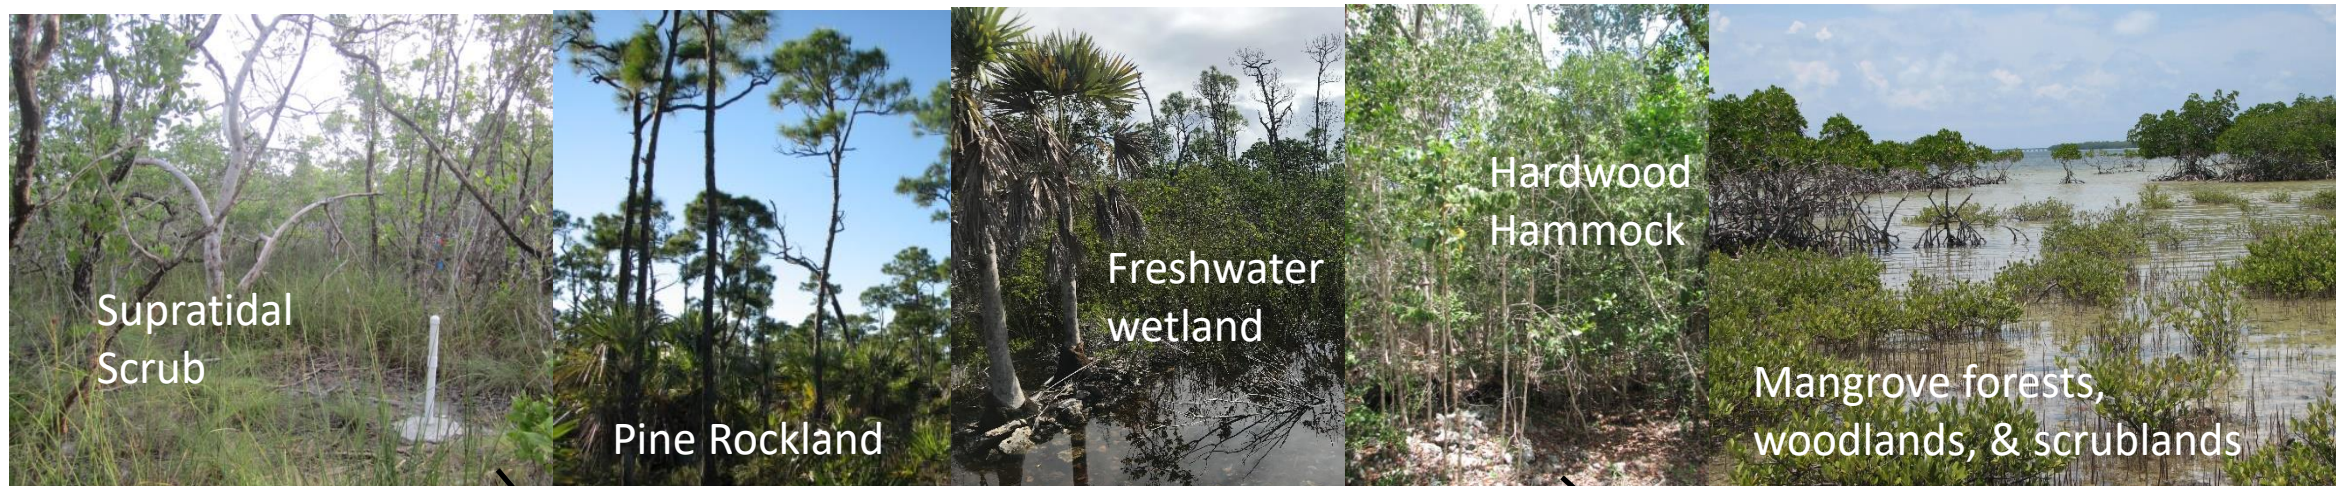 Supratidal
Scrub
Pine Rockland
Freshwater
wetland
Hardwood
Hammock
Mangrove forests,
woodlands, & scrublands